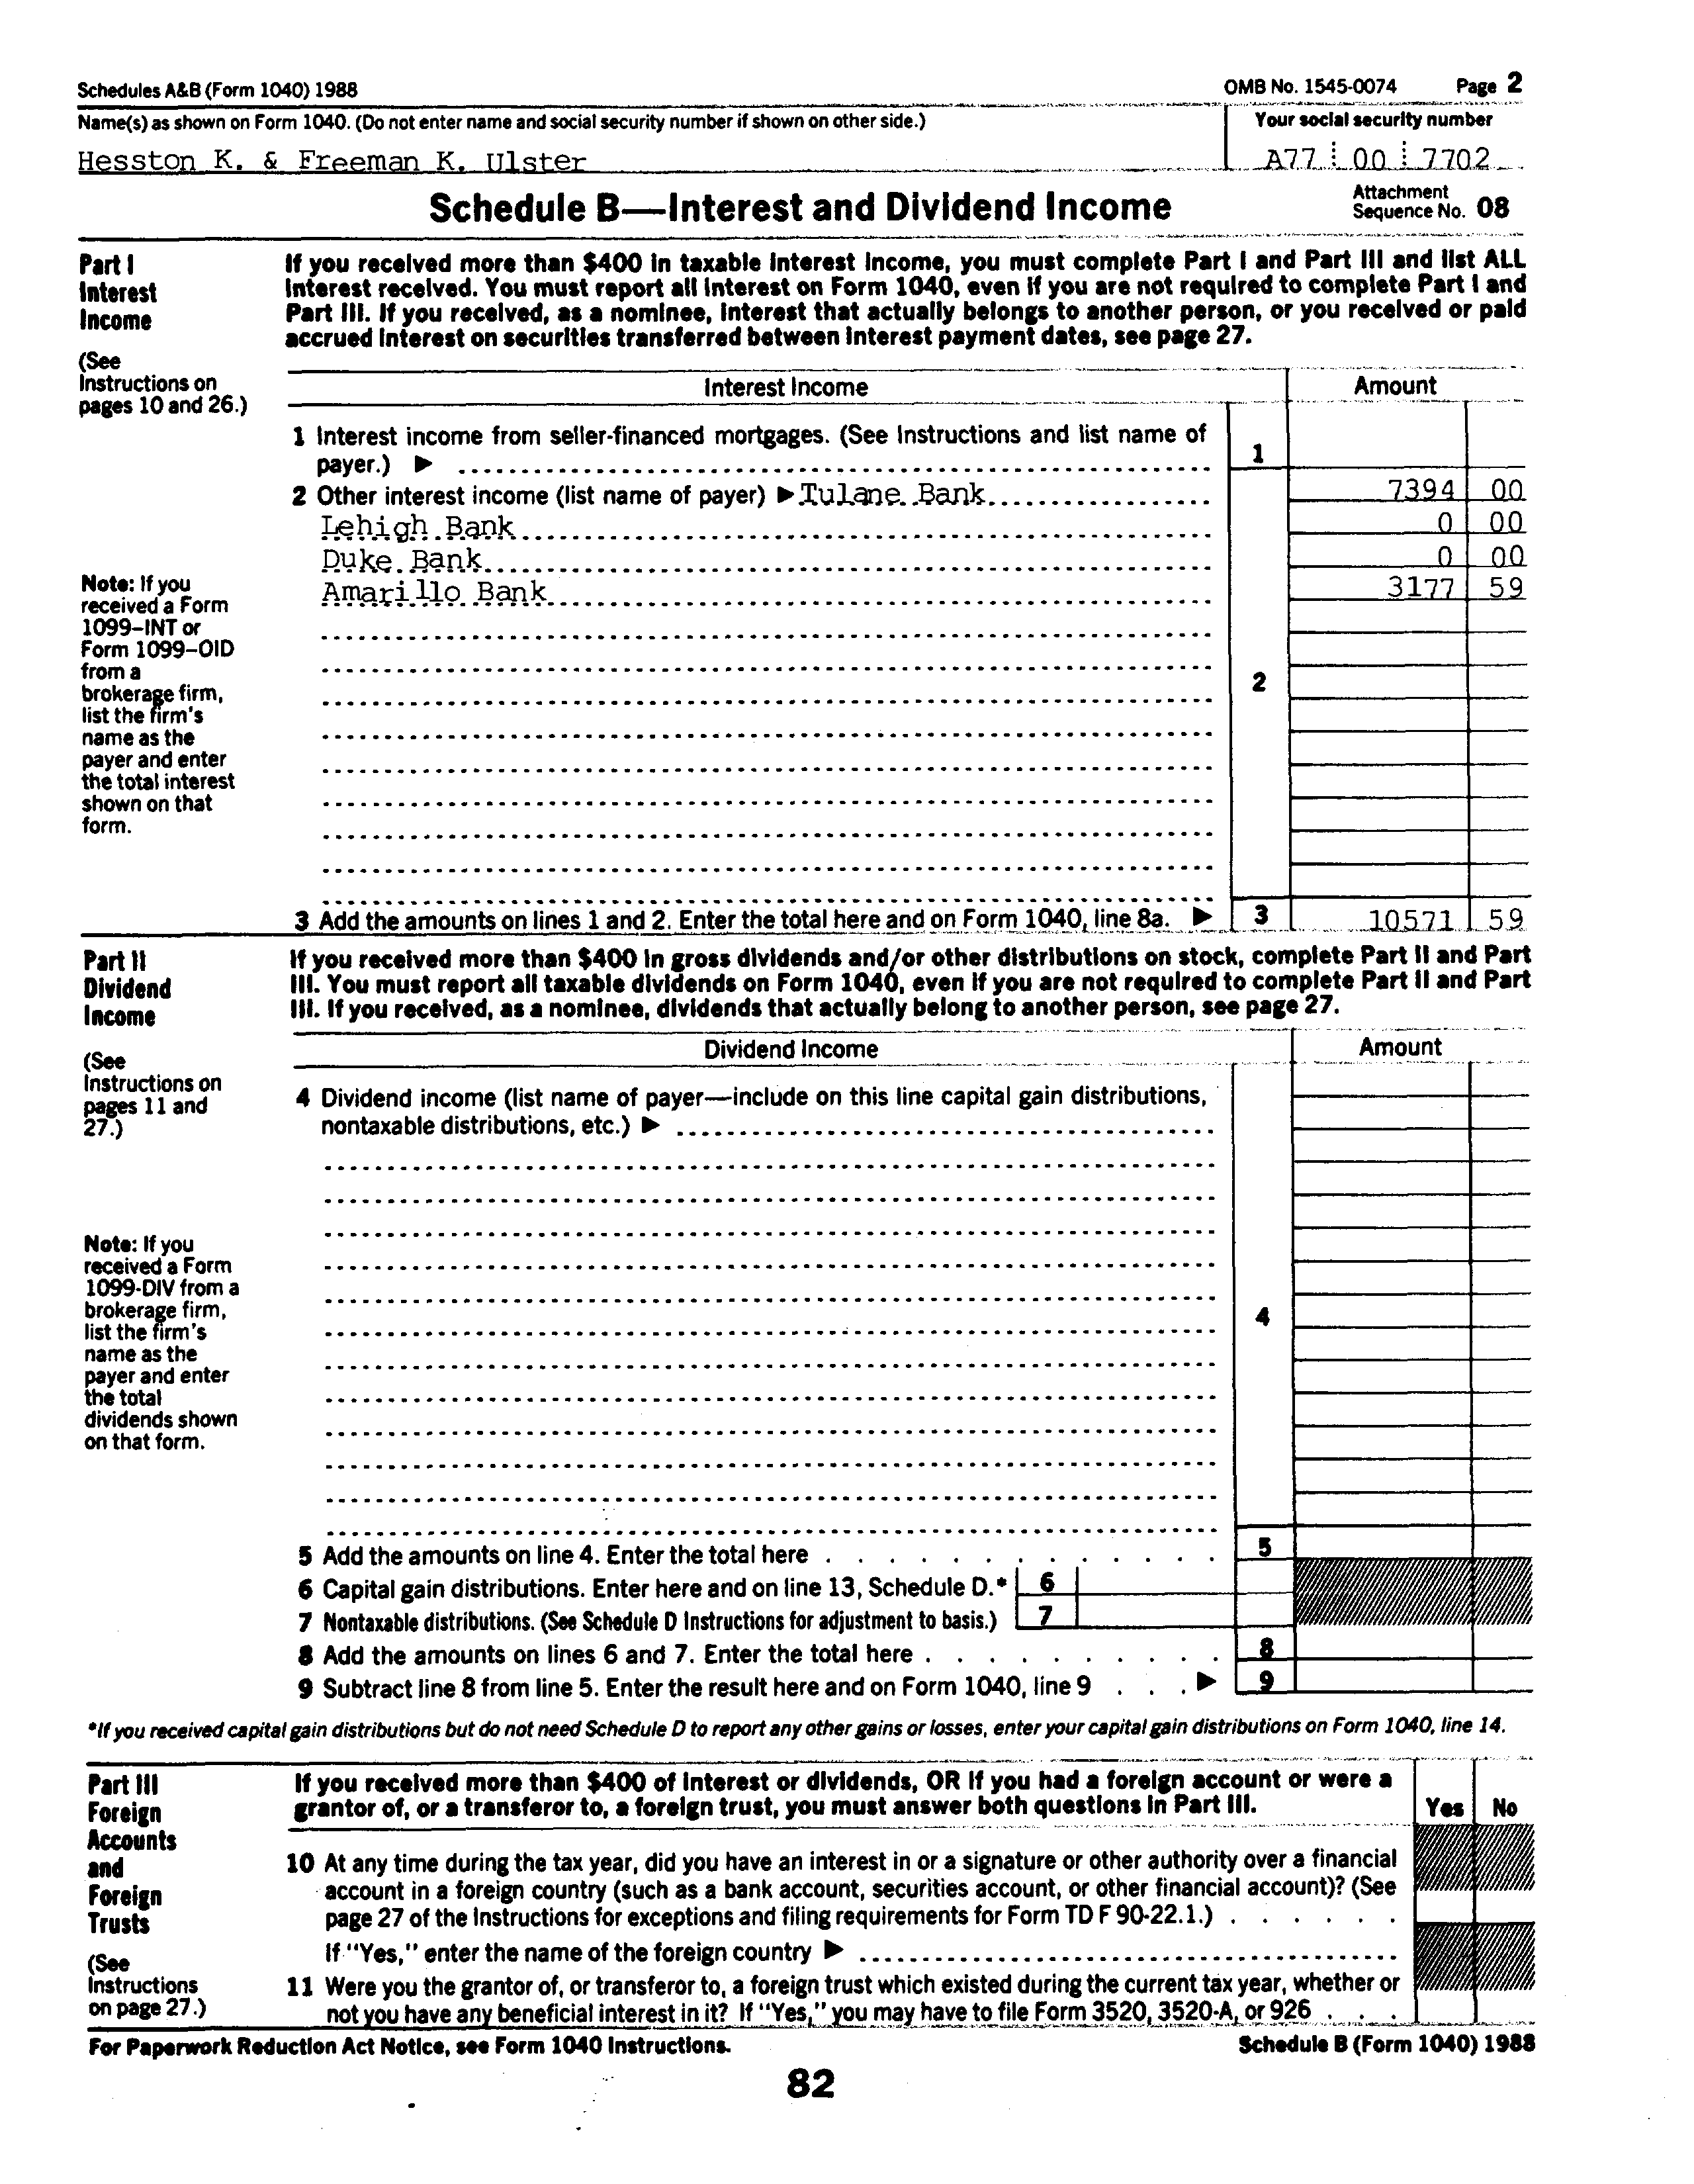 Schedules A&B (Form 1040) 1988 OMB No. 1545-0074 Page 2
Name(s) as shown on Form 1040. (Do not enter name and social security number if shown on other side.) Your social security number
Hesston K. & Freeman K. Ulster A77 00 7702
Schedule B—Interest and Dividend Income Attachment Sequence No. 08
Part I
Interest
Income
(See
Instructions on
pages 10 and 26.)
If you received more than $400 in taxable interest income, you must complete Part I and Part III and list ALL
interest received. You must report all interest on Form 1040, even if you are not required to complete Part I and
Part III. If you received, as a nominee, interest that actually belongs to another person, or you received or paid
accrued interest on securities transferred between interest payment dates, see page 27.
Interest Income Amount
1 Interest income from seller-financed mortgages. (See Instructions and list name of
payer.) ▶ 1
2 Other interest income (list name of payer) ▶ Tulane Bank 7394 00
Lehigh Bank 0 00
Duke Bank 0 00
Amarillo Bank 3177 59
Note: If you
received a Form
1099–INT or
Form 1099–OID
from a
brokerage firm,
list the firm's
name as the
payer and enter
the total interest
shown on that
form.
2
3 Add the amounts on lines 1 and 2. Enter the total here and on Form 1040, line 8a. ▶ 3 10571 59
Part II
Dividend
Income
(See
Instructions on
pages 11 and
27.)
If you received more than $400 in gross dividends and/or other distributions on stock, complete Part II and Part
III. You must report all taxable dividends on Form 1040, even if you are not required to complete Part II and Part
III. If you received, as a nominee, dividends that actually belong to another person, see page 27.
Dividend Income Amount
4 Dividend income (list name of payer—include on this line capital gain distributions,
nontaxable distributions, etc.) ▶
Note: If you
received a Form
1099-DIV from a
brokerage firm,
list the firm's
name as the
payer and enter
the total
dividends shown
on that form.
4
5 Add the amounts on line 4. Enter the total here 5
6 Capital gain distributions. Enter here and on line 13, Schedule D.* 6
7 Nontaxable distributions. (See Schedule D Instructions for adjustment to basis.) 7
8 Add the amounts on lines 6 and 7. Enter the total here 8
9 Subtract line 8 from line 5. Enter the result here and on Form 1040, line 9 ▶ 9
*If you received capital gain distributions but do not need Schedule D to report any other gains or losses, enter your capital gain distributions on Form 1040, line 14.
Part III
Foreign
Accounts
and
Foreign
Trusts
(See
Instructions
on page 27.)
If you received more than $400 of interest or dividends, OR if you had a foreign account or were a
grantor of, or a transferor to, a foreign trust, you must answer both questions in Part III. Yes No
10 At any time during the tax year, did you have an interest in or a signature or other authority over a financial
account in a foreign country (such as a bank account, securities account, or other financial account)? (See
page 27 of the Instructions for exceptions and filing requirements for Form TD F 90-22.1.)
If "Yes," enter the name of the foreign country ▶
11 Were you the grantor of, or transferor to, a foreign trust which existed during the current tax year, whether or
not you have any beneficial interest in it? If "Yes," you may have to file Form 3520, 3520-A, or 926
For Paperwork Reduction Act Notice, see Form 1040 Instructions. Schedule B (Form 1040) 1988
82